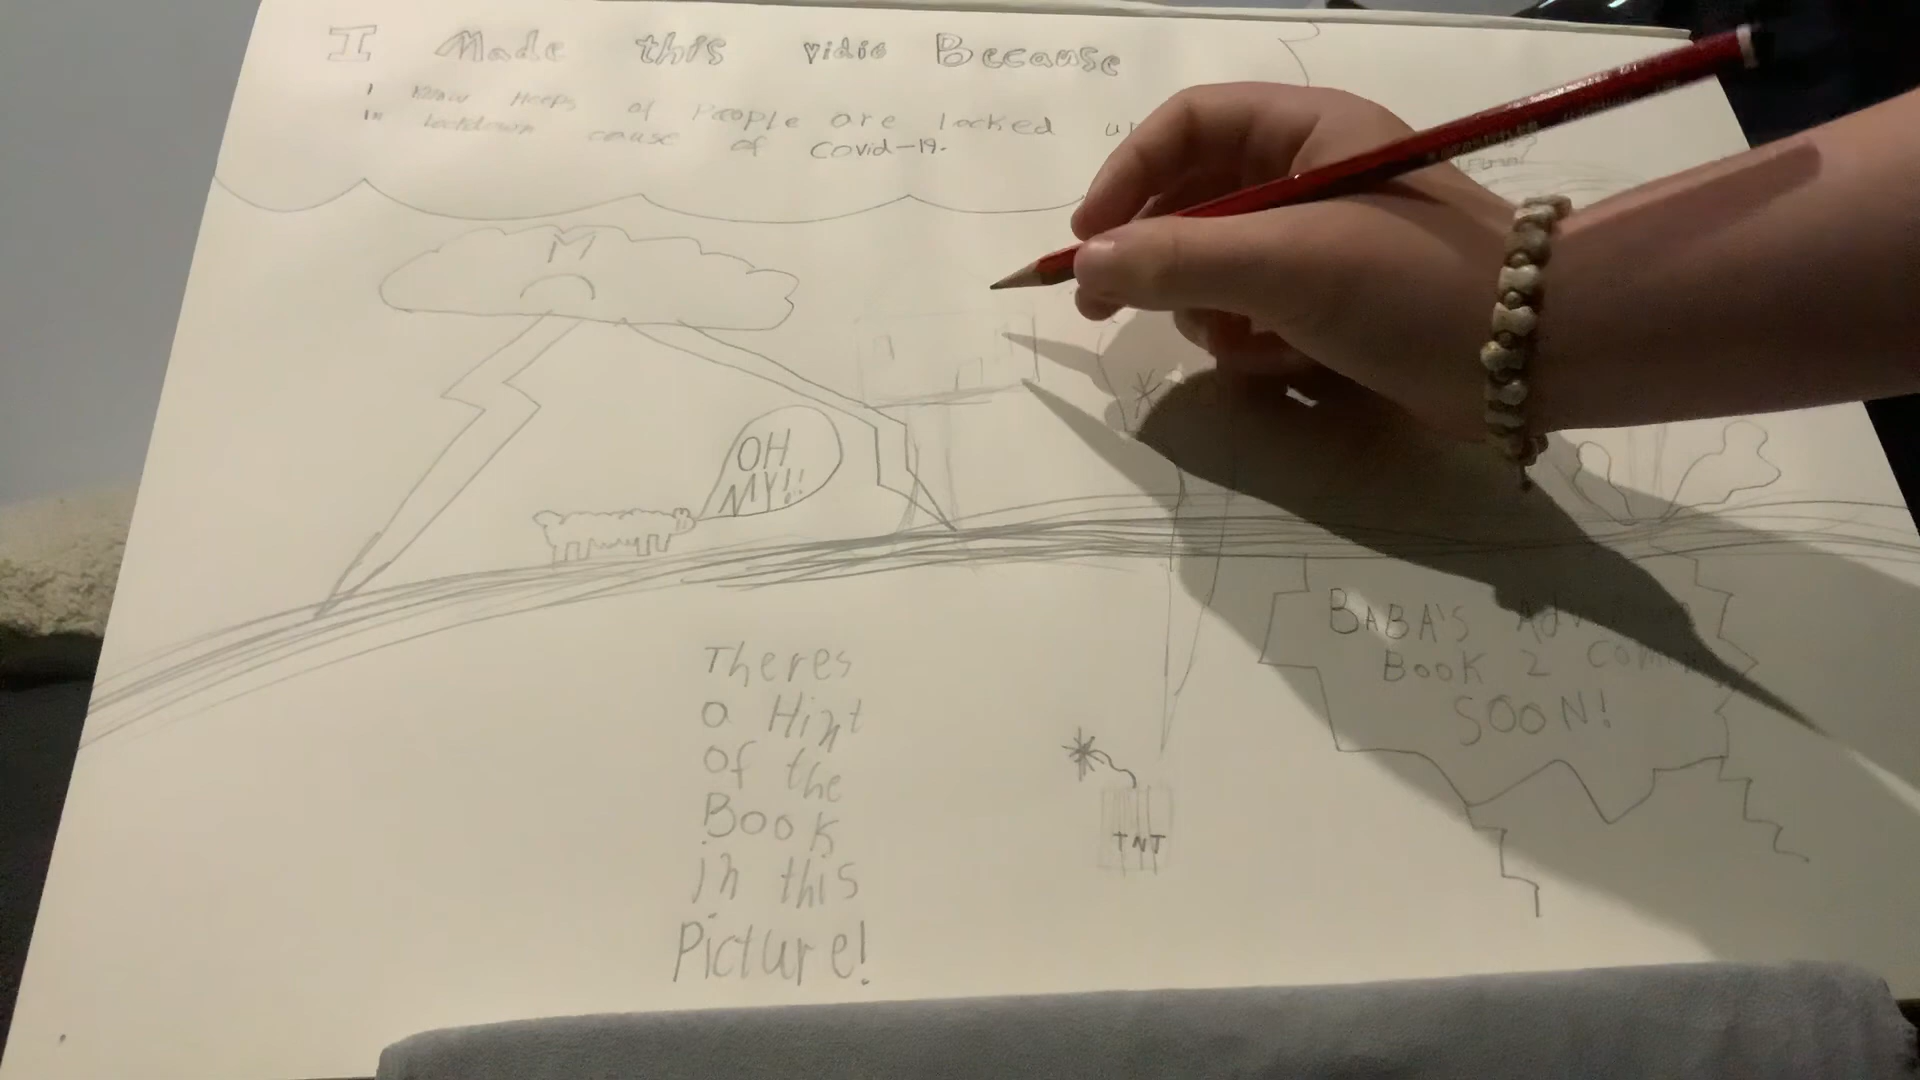 I Made this vidio Because
I Know Heeps of People are locked up
in lockdown cause of Covid-19.
M
OH
MY!!
Theres
a Hint
of the
Book
in this
Picture!
TNT
BABA'S
Book 2
SOON!